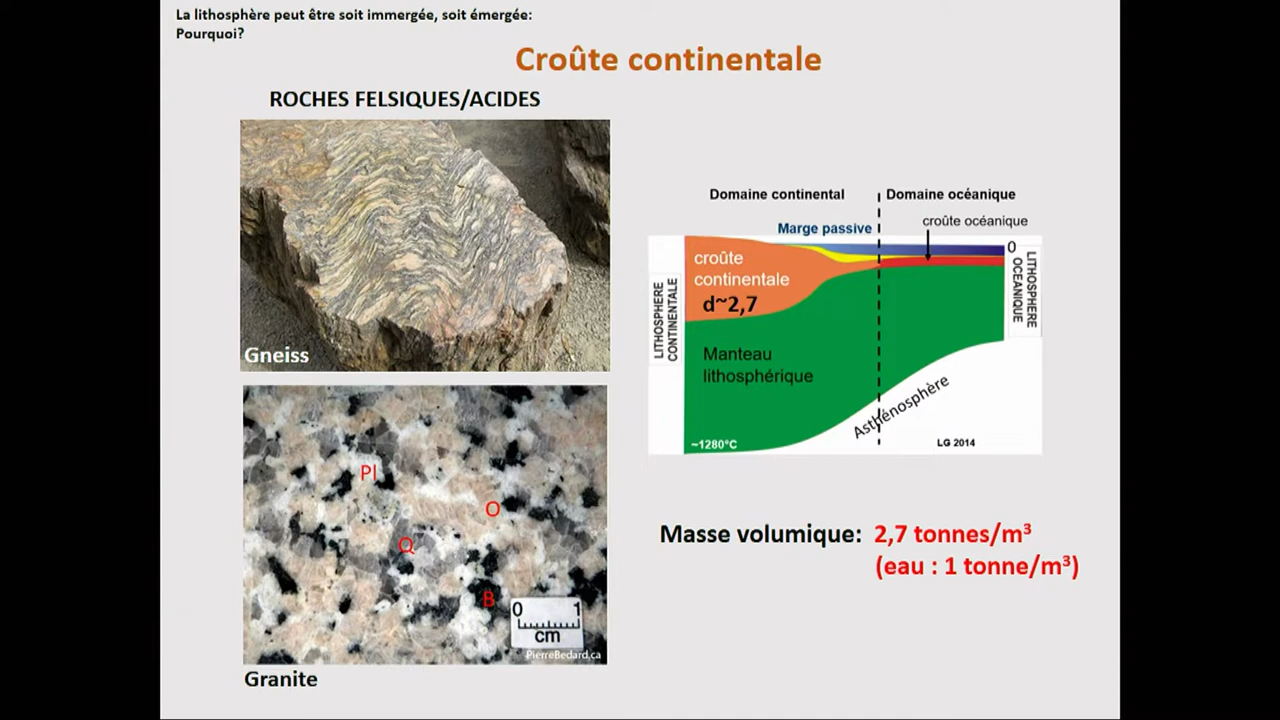 La lithosphère peut être soit immergée, soit émergée:
Pourquoi?
Croûte continentale
ROCHES FELSIQUES/ACIDES
Gneiss
Pl
O
Q
B
0 1
cm
PierreBedard.ca
Granite
Domaine continental
Domaine océanique
Marge passive
croûte océanique
croûte
continentale
d~2,7
0
LITHOSPHERE
CONTINENTALE
LITHOSPHERE
OCEANIQUE
Manteau
lithosphérique
Asthénosphère
~1280°C
LG 2014
Masse volumique: 2,7 tonnes/m³
(eau : 1 tonne/m³)